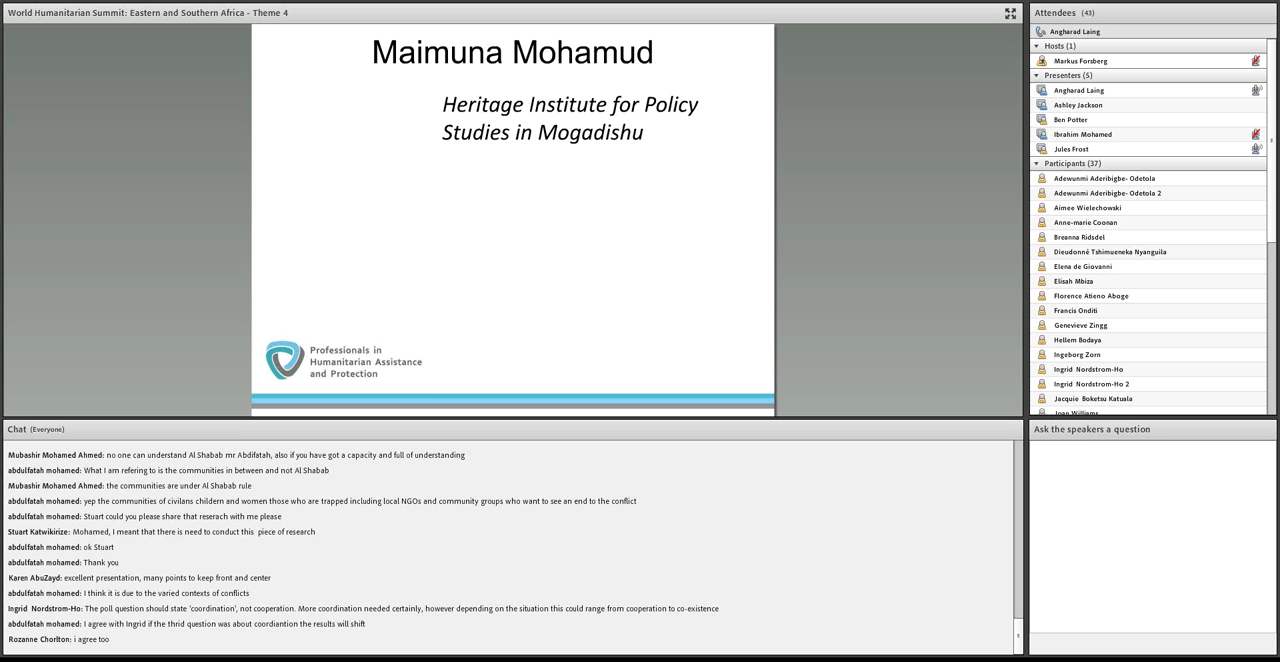 World Humanitarian Summit: Eastern and Southern Africa - Theme 4
Maimuna Mohamud
Heritage Institute for Policy
Studies in Mogadishu
Professionals in
Humanitarian Assistance
and Protection
Attendees (43)
Angharad Laing
Hosts (1)
Markus Forsberg
Presenters (5)
Angharad Laing
Ashley Jackson
Ben Potter
Ibrahim Mohamed
Jules Frost
Participants (37)
Adewunmi Aderibigbe- Odetola
Adewunmi Aderibigbe- Odetola 2
Aimee Wielechowski
Anne-marie Coonan
Breanna Ridsdel
Dieudonné Tshimueneka Nyanguila
Elena de Giovanni
Elisah Mbiza
Florence Atieno Aboge
Francis Onditi
Genevieve Zingg
Hellem Bodaya
Ingeborg Zorn
Ingrid Nordstrom-Ho
Ingrid Nordstrom-Ho 2
Jacquie Boketsu Katuala
Joan Williams
Chat (Everyone)
Mubashir Mohamed Ahmed: no one can understand Al Shabab mr Abdifatah, also if you have got a capacity and full of understanding
abdulfatah mohamed: What I am refering to is the communities in between and not Al Shabab
Mubashir Mohamed Ahmed: the communities are under Al Shabab rule
abdulfatah mohamed: yep the communities of civilans childern and women those who are trapped including local NGOs and community groups who want to see an end to the conflict
abdulfatah mohamed: Stuart could you please share that reserach with me please
Stuart Katwikirize: Mohamed, I meant that there is need to conduct this piece of research
abdulfatah mohamed: ok Stuart
abdulfatah mohamed: Thank you
Karen AbuZayd: excellent presentation, many points to keep front and center
abdulfatah mohamed: I think it is due to the varied contexts of conflicts
Ingrid Nordstrom-Ho: The poll question should state 'coordination', not cooperation. More coordination needed certainly, however depending on the situation this could range from cooperation to co-existence
abdulfatah mohamed: I agree with Ingrid if the thrid question was about coordiantion the results will shift
Rozanne Chorlton: i agree too
Ask the speakers a question